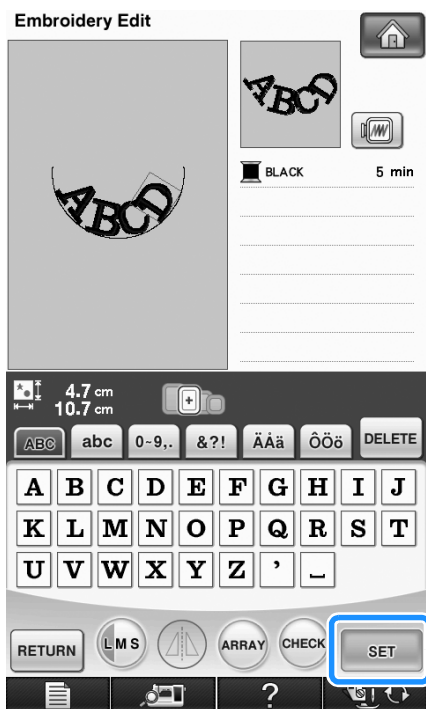 Embroidery Edit
ABCD
ABCD
BLACK 5 min
4.7 cm
10.7 cm
ABC abc 0~9,. &?! ÄÅä ÔÖö DELETE
A B C D E F G H I J
K L M N O P Q R S T
U V W X Y Z ’ ⎵
RETURN L M S ARRAY CHECK SET
?